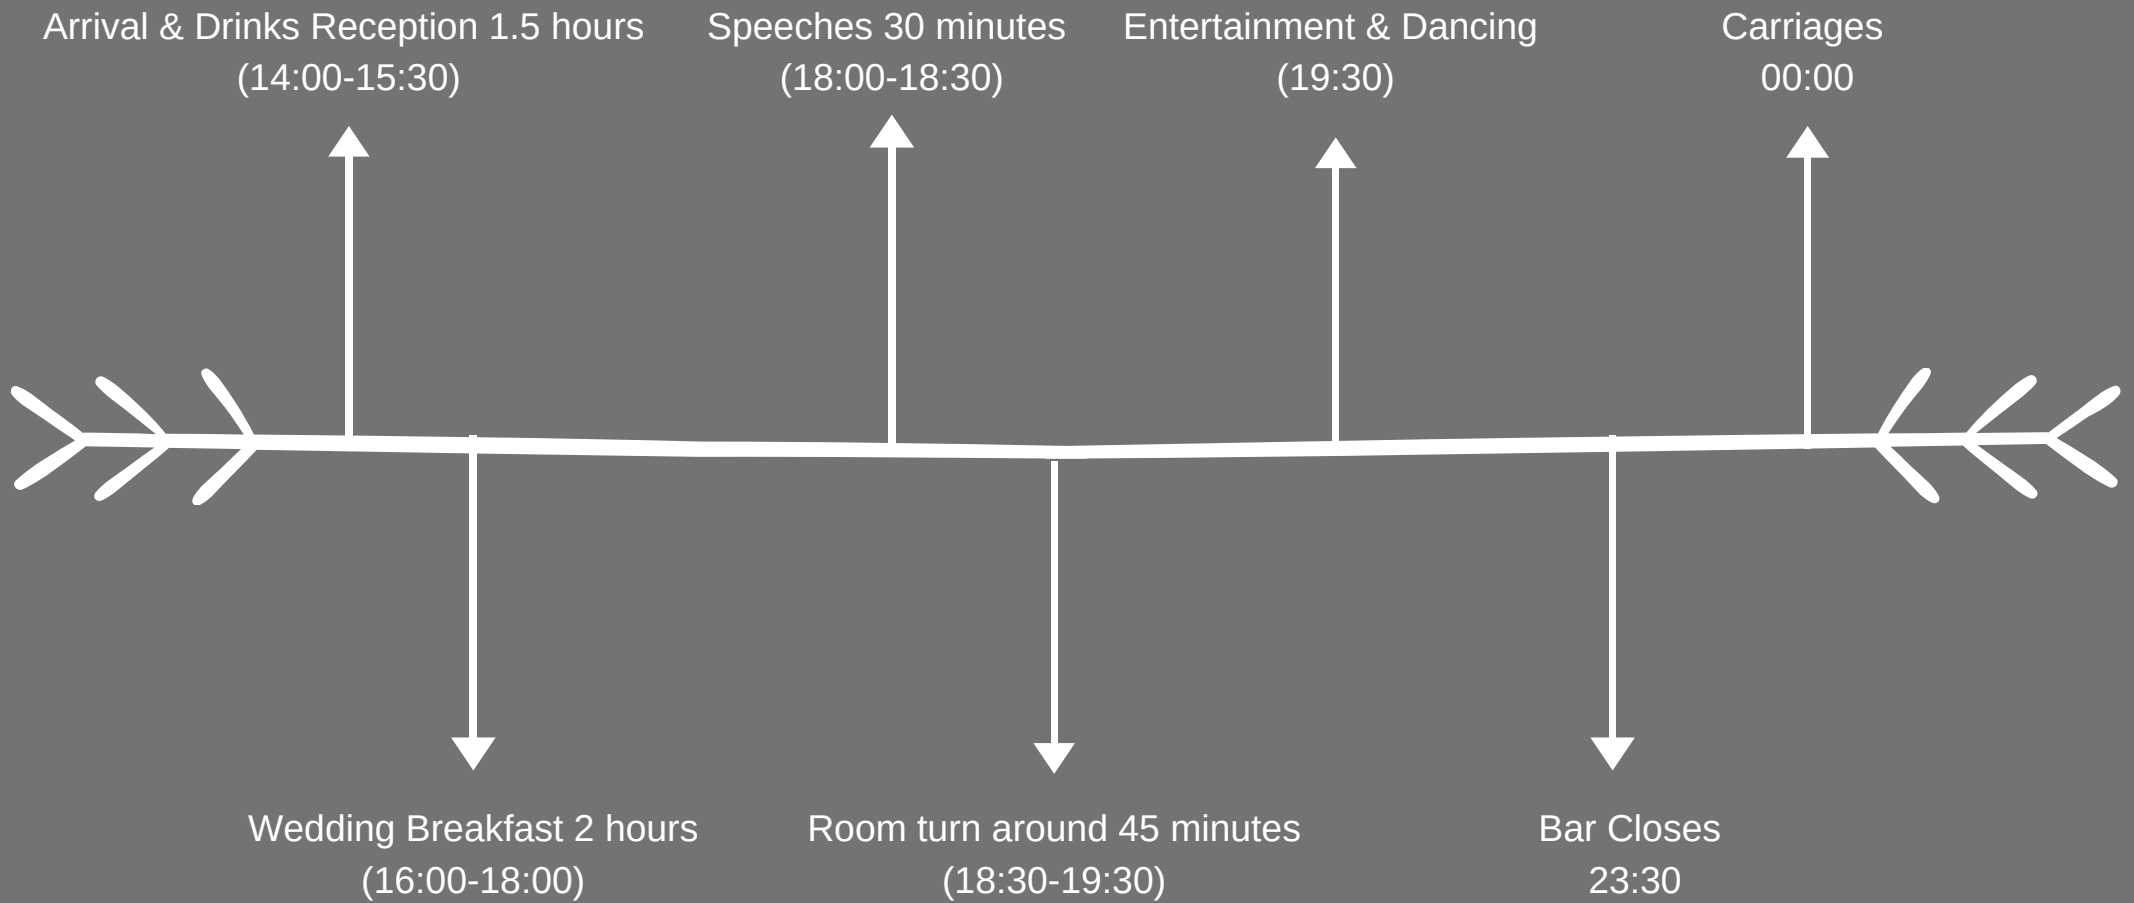 Arrival & Drinks Reception 1.5 hours
(14:00-15:30)
Speeches 30 minutes
(18:00-18:30)
Entertainment & Dancing
(19:30)
Carriages
00:00
Wedding Breakfast 2 hours
(16:00-18:00)
Room turn around 45 minutes
(18:30-19:30)
Bar Closes
23:30